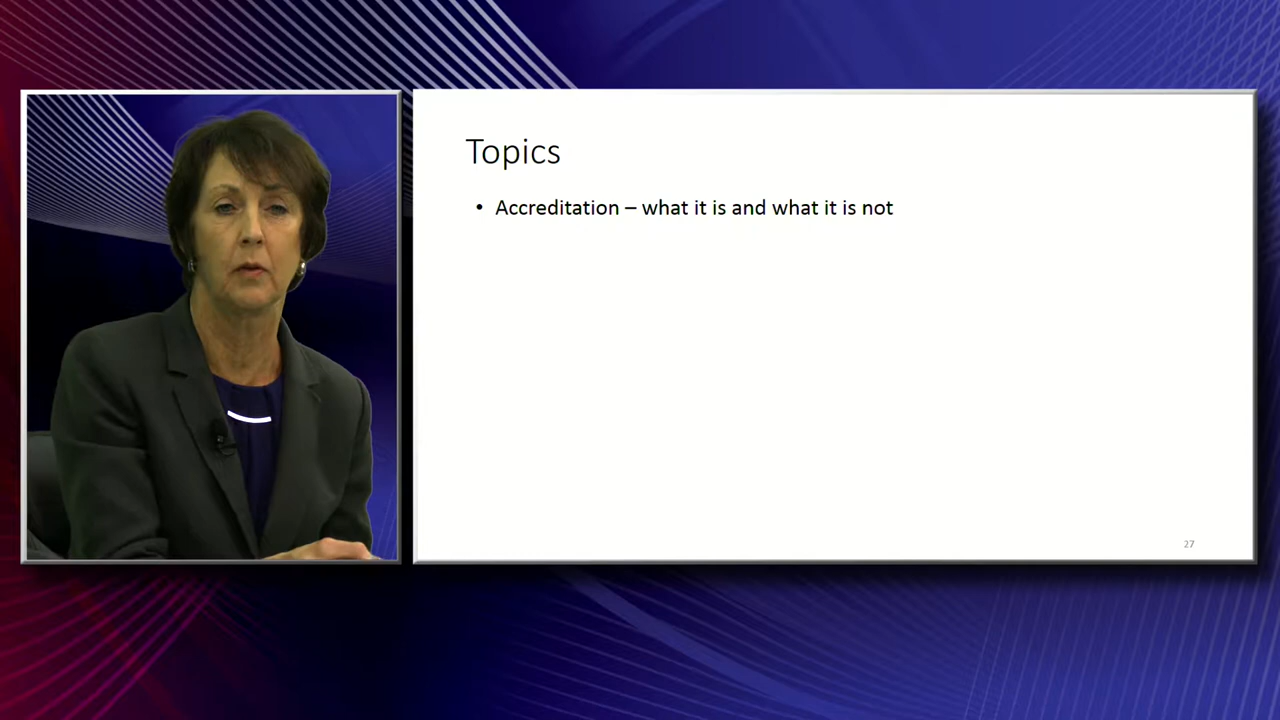 Topics
• Accreditation – what it is and what it is not
27